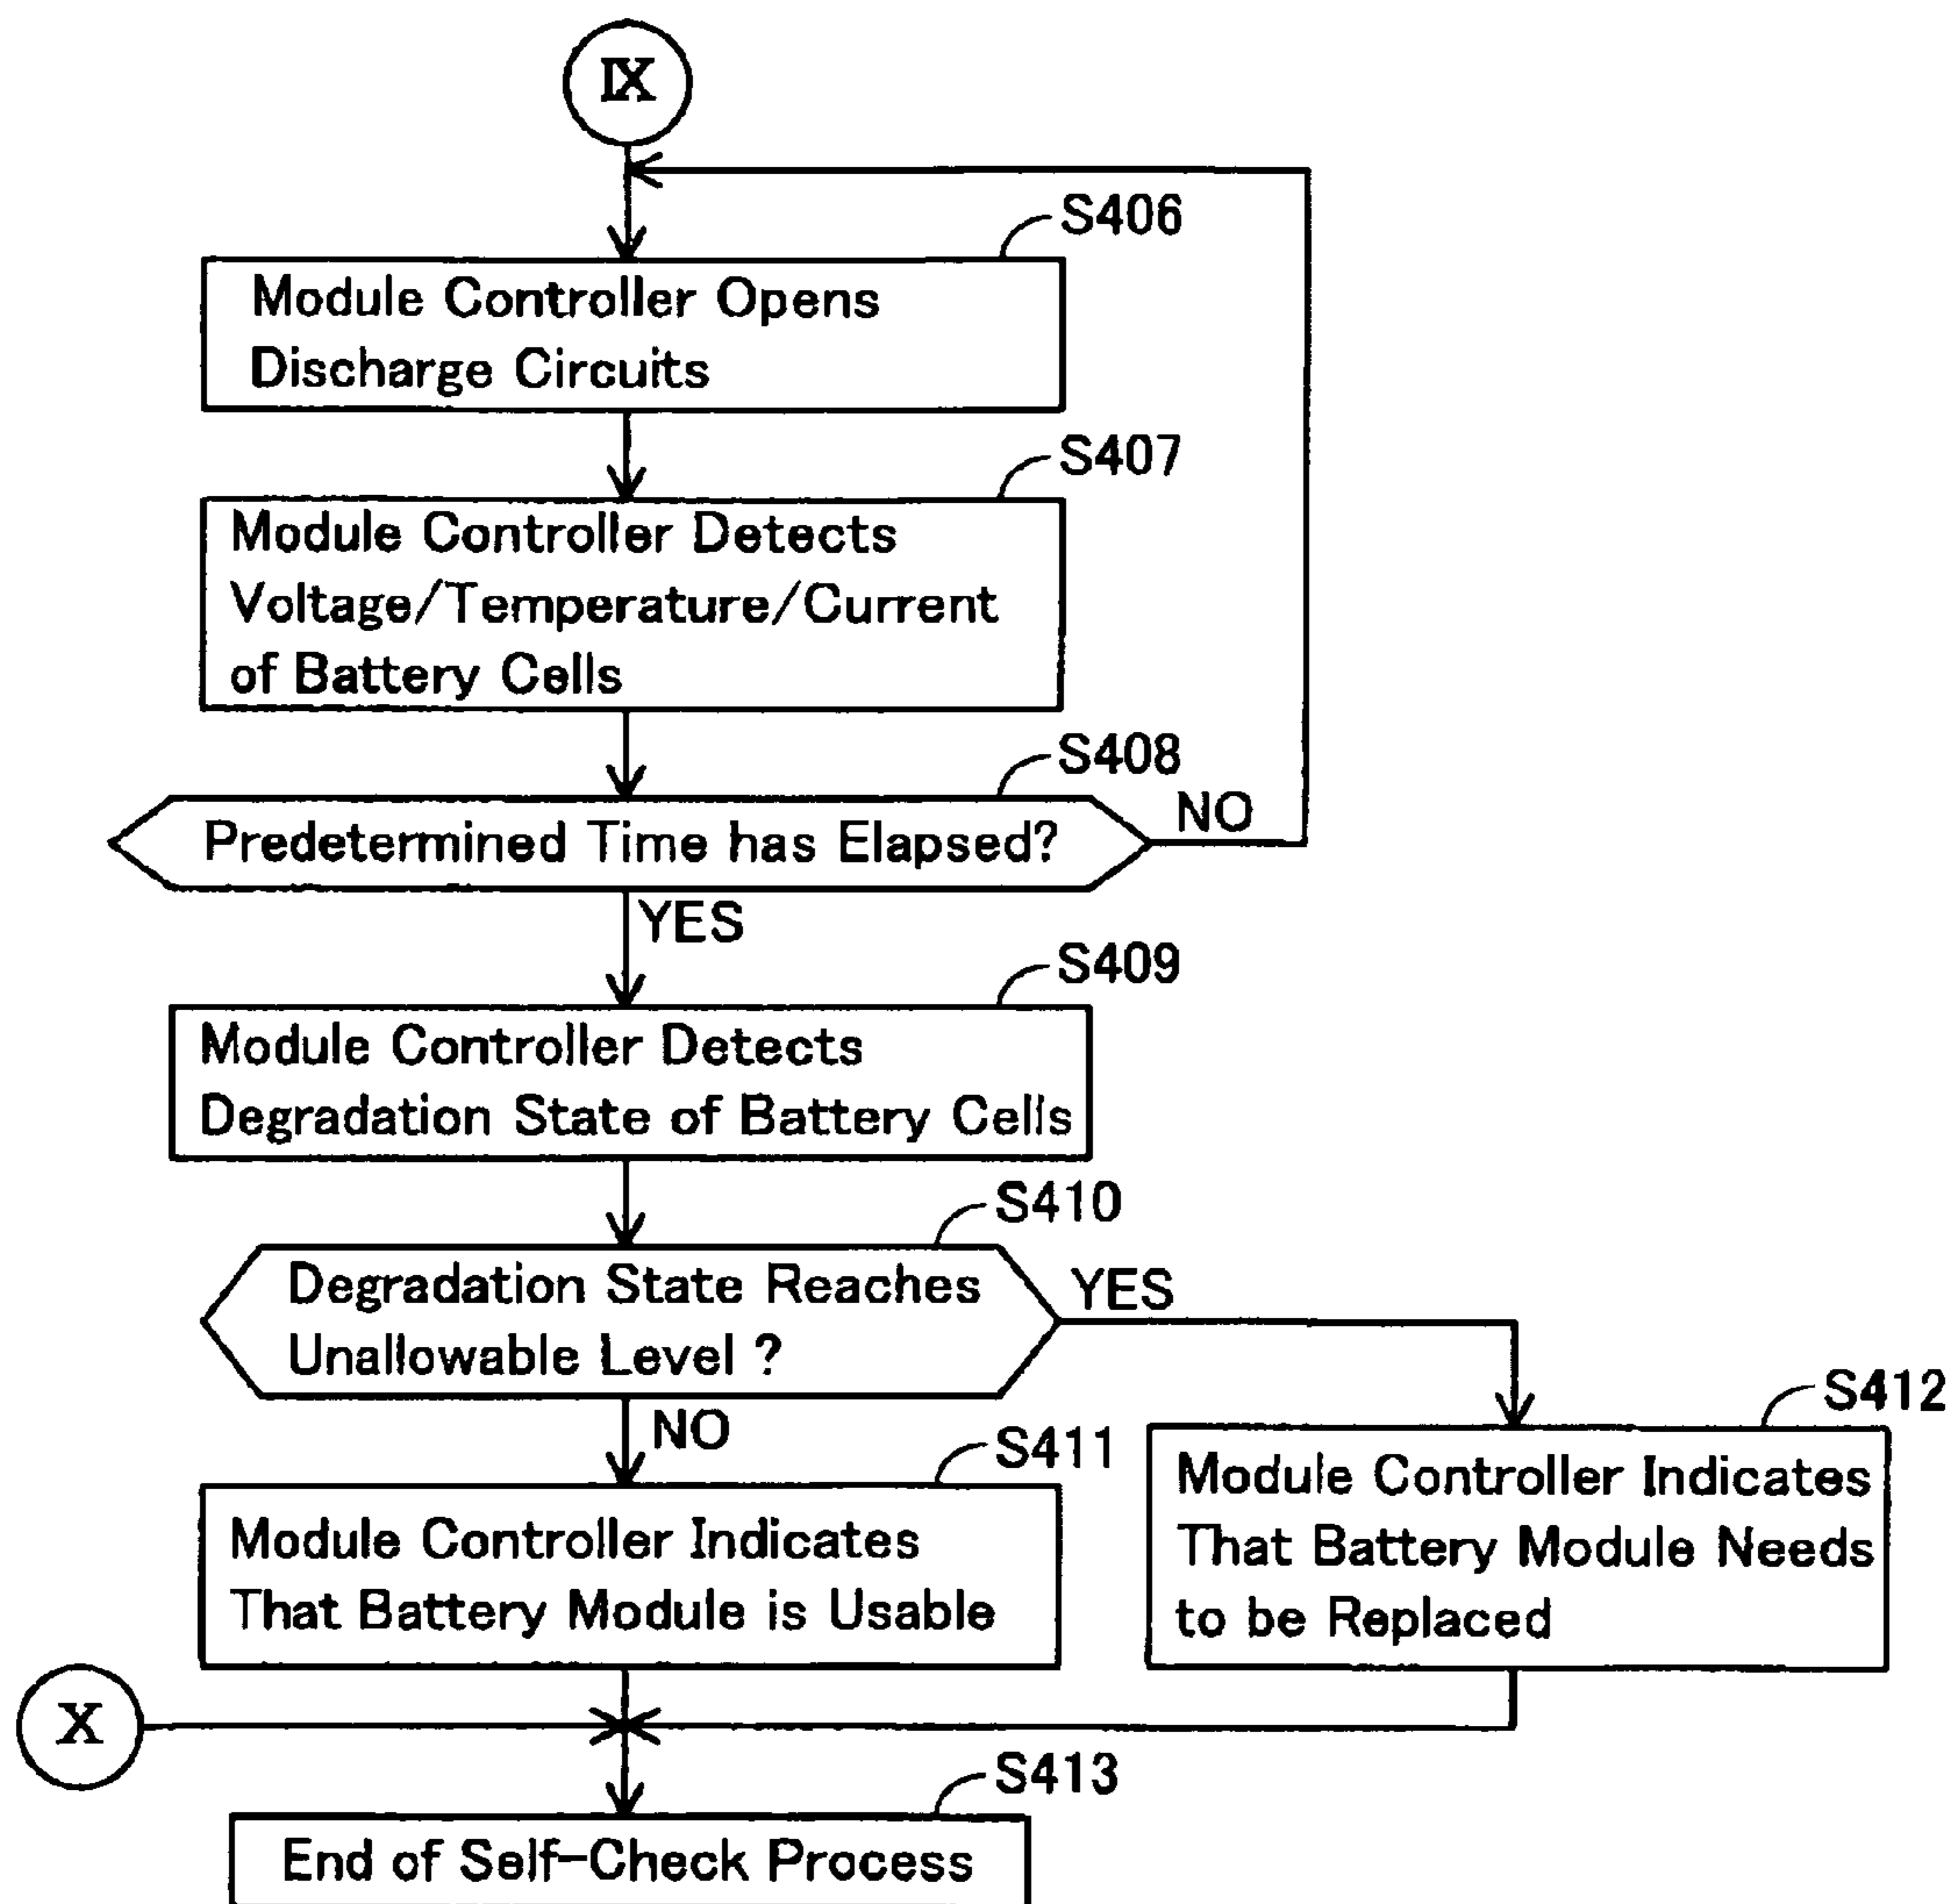 IX
S406
Module Controller Opens
Discharge Circuits
S407
Module Controller Detects
Voltage/Temperature/Current
of Battery Cells
S408
Predetermined Time has Elapsed?
NO
YES
S409
Module Controller Detects
Degradation State of Battery Cells
S410
Degradation State Reaches
Unallowable Level ?
YES
NO
S411
Module Controller Indicates
That Battery Module is Usable
S412
Module Controller Indicates
That Battery Module Needs
to be Replaced
X
S413
End of Self-Check Process